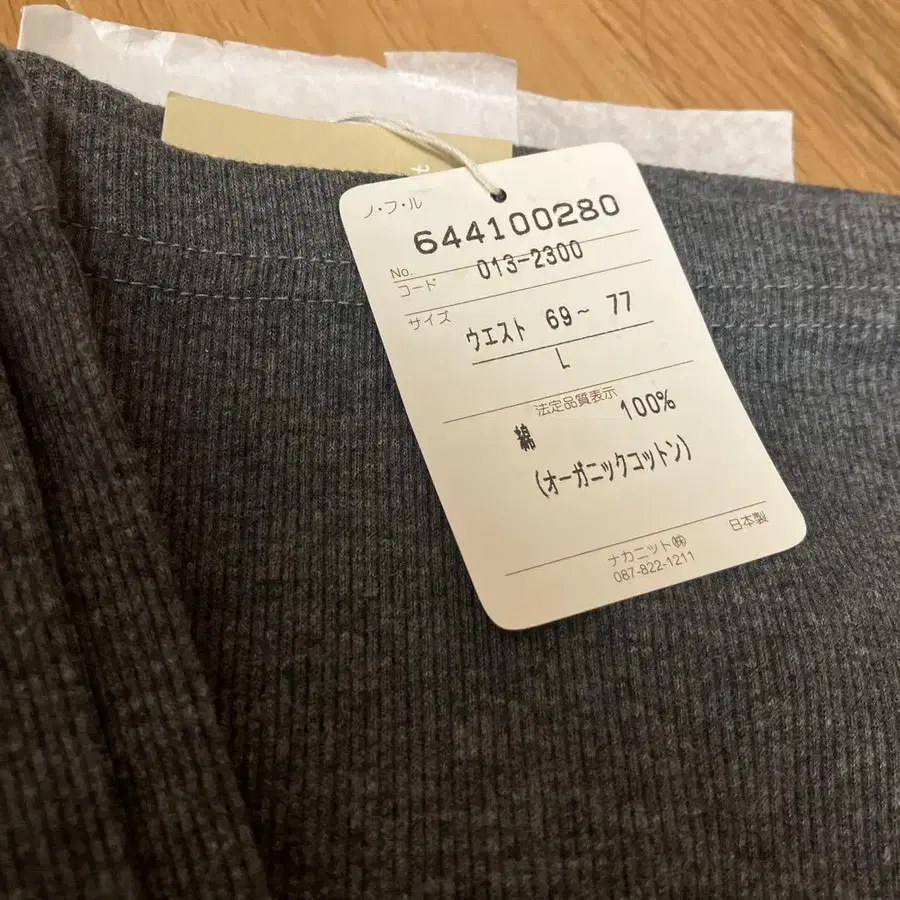 ノ・フ・ル
No. 644100280
コード 013-2300
サイズ ウエスト 69～ 77
L
法定品質表示
綿 100%
(オーガニックコットン)
日本製
ナカニット㈱
087-822-1211